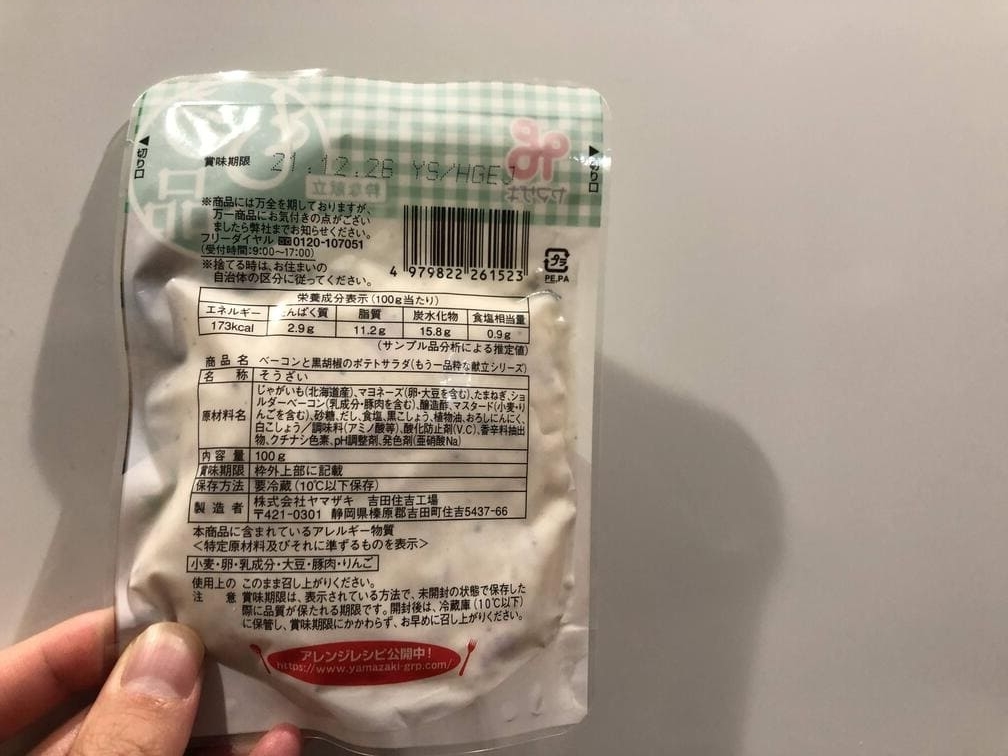 切り口
賞味期限 21.12.28 YS/HGEJ
切り口
※商品には万全を期しておりますが、
万一商品にお気付きの点がござい
ましたら弊社までお知らせください。
フリーダイヤル 0120-107051
(受付時間:9:00〜17:00)
※捨てる時は、お住まいの
自治体の区分に従ってください。
4 979822 261523
プラ
PE,PA
栄養成分表示(100g当たり)
エネルギー たんぱく質 脂質 炭水化物 食塩相当量
173kcal 2.9g 11.2g 15.8g 0.9g
(サンプル品分析による推定値)
商品名 ベーコンと黒胡椒のポテトサラダ(もう一品粋な献立シリーズ)
名称 そうざい
原材料名 じゃがいも(北海道産)、マヨネーズ(卵・大豆を含む)、たまねぎ、ショ
ルダーベーコン(乳成分・豚肉を含む)、醸造酢、マスタード(小麦・り
んごを含む)、砂糖、だし、食塩、黒こしょう、植物油、おろしにんにく、
白こしょう/調味料(アミノ酸等)、酸化防止剤(V.C)、香辛料抽出
物、クチナシ色素、pH調整剤、発色剤(亜硝酸Na)
内容量 100g
賞味期限 枠外上部に記載
保存方法 要冷蔵(10℃以下保存)
製造者 株式会社ヤマザキ 吉田住吉工場
〒421-0301 静岡県榛原郡吉田町住吉5437-66
本商品に含まれているアレルギー物質
<特定原材料及びそれに準ずるものを表示>
小麦・卵・乳成分・大豆・豚肉・りんご
使用上の注意 このまま召し上がりください。
賞味期限は、表示されている方法で、未開封の状態で保存した
際に品質が保たれる期限です。開封後は、冷蔵庫(10℃以下)
に保管し、賞味期限にかかわらず、お早めに召し上がりください。
アレンジレシピ公開中!
https://www.yamazaki-grp.com/